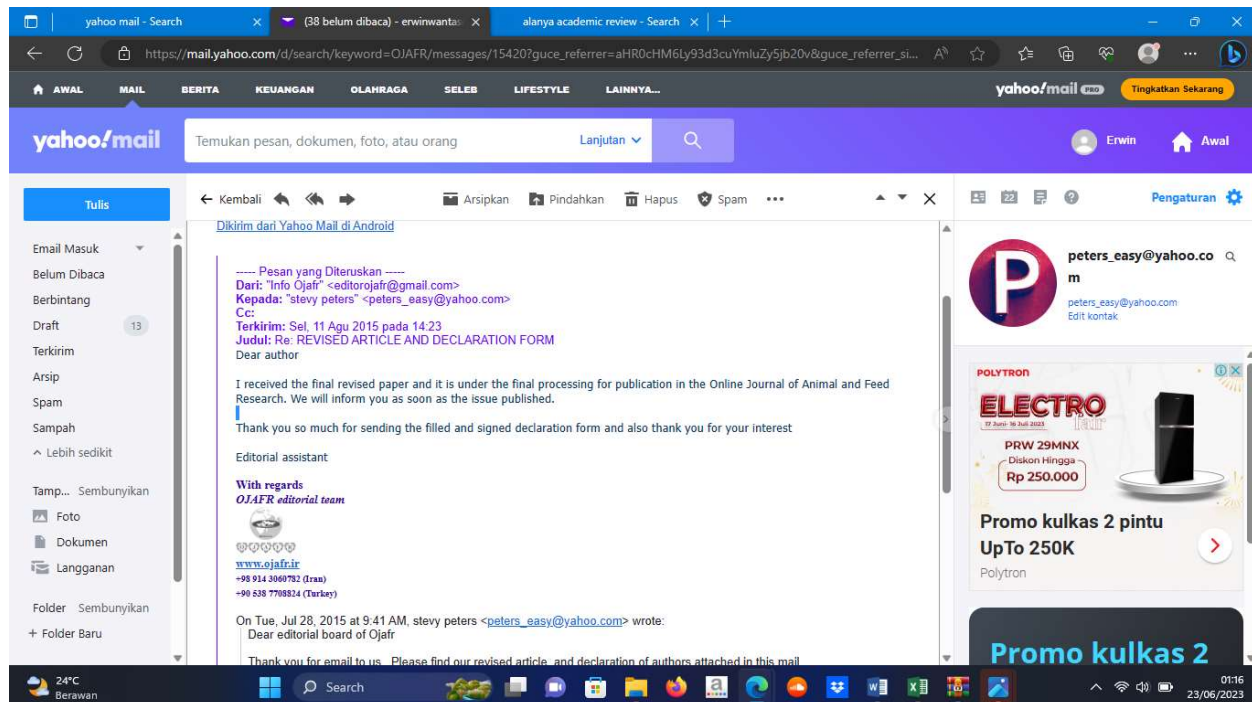 yahoo mail - Search
(38 belum dibaca) - erwinwantas
alanya academic review - Search
https://mail.yahoo.com/d/search/keyword=OJAFR/messages/15420?guce_referrer=aHR0cHM6Ly93d3cuYmluZy5jb20v&guce_referrer_si...
AWAL MAIL BERITA KEUANGAN OLAHRAGA SELEB LIFESTYLE LAINNYA...
yahoo!mail PRO Tingkatkan Sekarang
yahoo!mail
Temukan pesan, dokumen, foto, atau orang
Lanjutan
Erwin
Awal
Tulis
Kembali Arsipkan Pindahkan Hapus Spam •••
22
Pengaturan
Email Masuk
Belum Dibaca
Berbintang
Draft 13
Terkirim
Arsip
Spam
Sampah
Lebih sedikit
Tamp... Sembunyikan
Foto
Dokumen
Langganan
Folder Sembunyikan
+ Folder Baru
Dikirim dari Yahoo Mail di Android
----- Pesan yang Diteruskan -----
Dari: "Info Ojafr" <editorojafr@gmail.com>
Kepada: "stevy peters" <peters_easy@yahoo.com>
Cc:
Terkirim: Sel, 11 Agu 2015 pada 14:23
Judul: Re: REVISED ARTICLE AND DECLARATION FORM
Dear author
I received the final revised paper and it is under the final processing for publication in the Online Journal of Animal and Feed
Research. We will inform you as soon as the issue published.
Thank you so much for sending the filled and signed declaration form and also thank you for your interest
Editorial assistant
With regards
OJAFR editorial team
www.ojafr.ir
+98 914 3060732 (Iran)
+90 538 7708824 (Turkey)
On Tue, Jul 28, 2015 at 9:41 AM, stevy peters <peters_easy@yahoo.com> wrote:
Dear editorial board of Ojafr
Thank you for email to us. Please find our revised article and declaration of authors attached in this mail
P
peters_easy@yahoo.co
m
peters_easy@yahoo.com
Edit kontak
POLYTRON
ELECTRO
fair
17 Juni- 16 Juli 2023
PRW 29MNX
Diskon Hingga
Rp 250.000
Promo kulkas 2 pintu
UpTo 250K
Polytron
Promo kulkas 2
24°C
Berawan
Search
01:16
23/06/2023